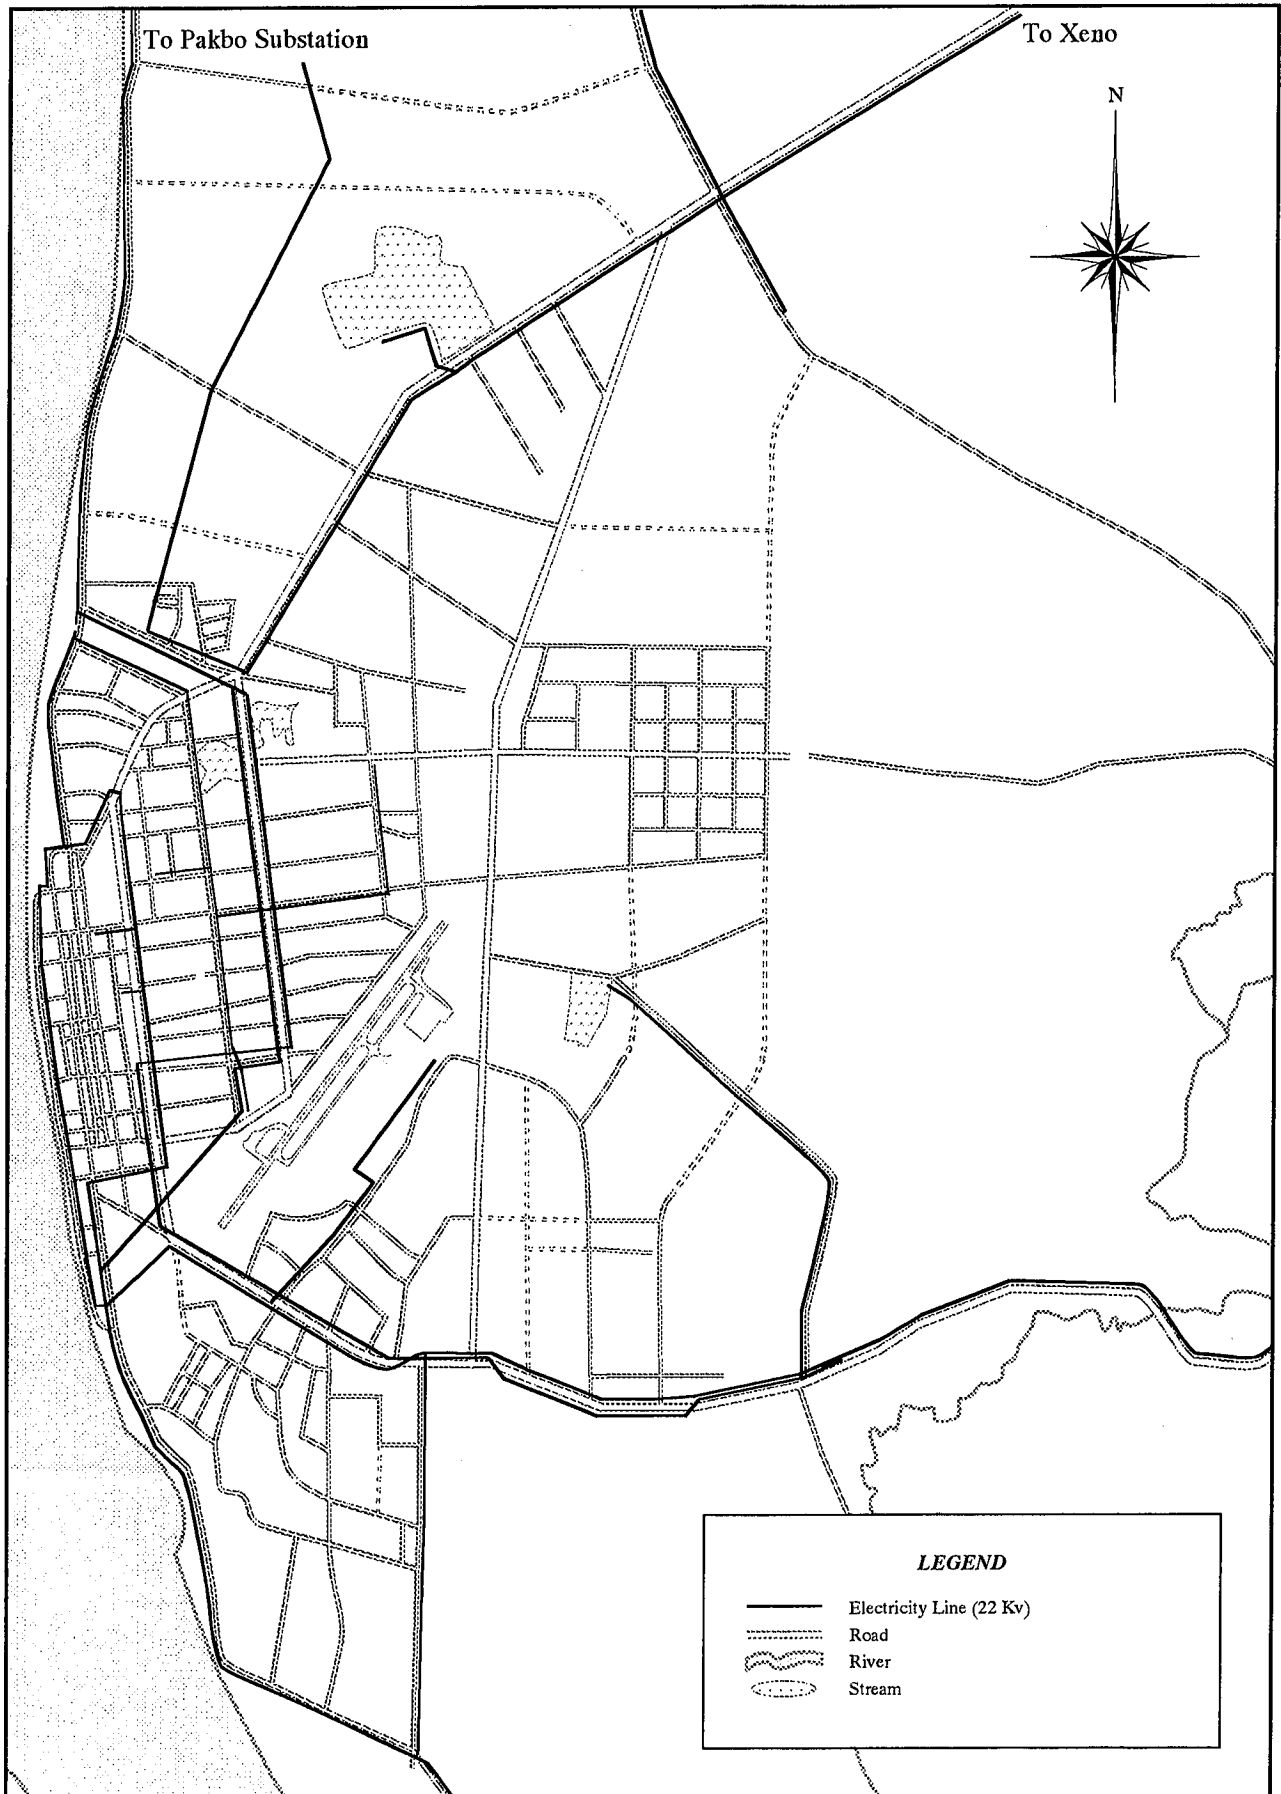 To Pakbo Substation
To Xeno
N
LEGEND
Electricity Line (22 Kv)
Road
River
Stream